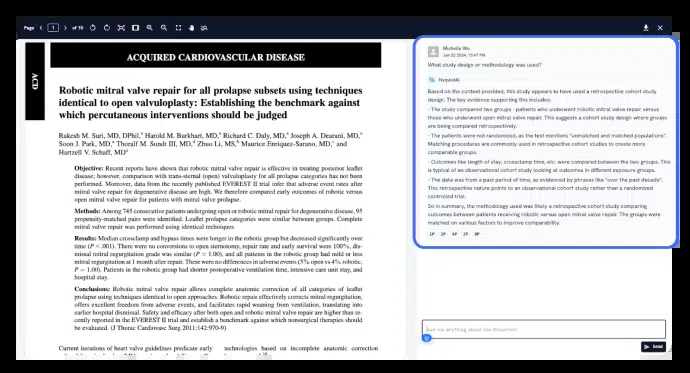 Page 1 of 10
ACQUIRED CARDIOVASCULAR DISEASE
ACD
Robotic mitral valve repair for all prolapse subsets using techniques
identical to open valvuloplasty: Establishing the benchmark against
which percutaneous interventions should be judged
Rakesh M. Suri, MD, DPhil,a Harold M. Burkhart, MD,a Richard C. Daly, MD,a Joseph A. Dearani, MD,a
Soon J. Park, MD,a Thoralf M. Sundt III, MD,a Zhuo Li, MS,b Maurice Enriquez-Sarano, MD,c and
Hartzell V. Schaff, MDa
Objective: Recent reports have shown that robotic mitral valve repair is effective in treating posterior leaflet
disease; however, comparison with trans-sternal (open) valvuloplasty for all prolapse categories has not been
performed. Moreover, data from the recently published EVEREST II trial infer that adverse event rates after
mitral valve repair for degenerative disease are high. We therefore compared early outcomes of robotic versus
open mitral valve repair for patients with mitral valve prolapse.
Methods: Among 745 consecutive patients undergoing open or robotic mitral repair for degenerative disease, 95
propensity-matched pairs were identified. Leaflet prolapse categories were similar between groups. Complete
mitral valve repair was performed using identical techniques.
Results: Median crossclamp and bypass times were longer in the robotic group but decreased significantly over
time (P < .001). There were no conversions to open sternotomy, repair rate and early survival were 100%, dis-
missal mitral regurgitation grade was similar (P = 1.00), and all patients in the robotic group had mild or less
mitral regurgitation at 1 month after repair. There were no differences in adverse events (5% open vs 4% robotic,
P = 1.00). Patients in the robotic group had shorter postoperative ventilation time, intensive care unit stay, and
hospital stay.
Conclusions: Robotic mitral valve repair allows complete anatomic correction of all categories of leaflet
prolapse using techniques identical to open approaches. Robotic repair effectively corrects mitral regurgitation,
offers excellent freedom from adverse events, and facilitates rapid weaning from ventilation, translating into
earlier hospital dismissal. Safety and efficacy after both open and robotic mitral valve repair are higher than re-
cently reported in the EVEREST II trial and establish a benchmark against which nonsurgical therapies should
be evaluated. (J Thorac Cardiovasc Surg 2011;142:970-9)
Current iterations of heart valve guidelines predicate early
technologies based on incomplete anatomic correction
Michelle Wu
Jan 22 2024, 15:47 PM
What study design or methodology was used?
NyquistAI
Based on the context provided, this study appears to have used a retrospective cohort study
design. The key evidence supporting this includes:
- The study compared two groups - patients who underwent robotic mitral valve repair versus
those who underwent open mitral valve repair. This suggests a cohort study design where groups
are being compared retrospectively.
- The patients were not randomized, as the text mentions "unmatched and matched populations".
Matching procedures are commonly used in retrospective cohort studies to create more
comparable groups.
- Outcomes like length of stay, crossclamp time, etc. were compared between the two groups. This
is typical of an observational cohort study looking at outcomes in different exposure groups.
- The data was from a past period of time, as evidenced by phrases like "over the past decade".
This retrospective nature points to an observational cohort study rather than a randomized
controlled trial.
So in summary, the methodology used was likely a retrospective cohort study comparing
outcomes between patients receiving robotic versus open mitral valve repair. The groups were
matched on various factors to improve comparability.
Ask me anything about the document
Send